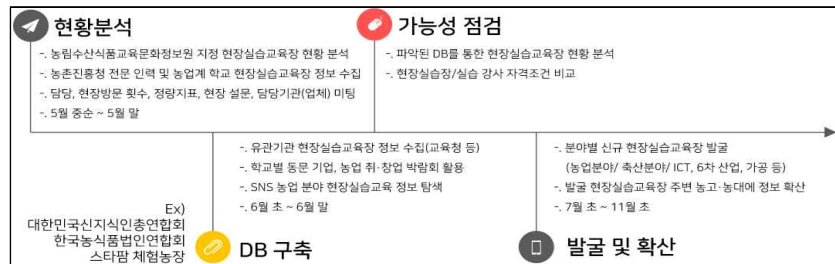 현황분석
-. 농림수산식품교육문화정보원 지정 현장실습교육장 현황 분석
-. 농촌진흥청 전문 인력 및 농업계 학교 현장실습교육장 정보 수집
-. 담당, 현장방문 횟수, 정량지표, 현장 설문, 담당기관(업체) 미팅
-. 5월 중순 ~ 5월 말
가능성 점검
-. 파악된 DB를 통한 현장실습교육장 현황 분석
-. 현장실습장/실습 강사 자격조건 비교
-. 유관기관 현장실습교육장 정보 수집(교육청 등)
-. 학교별 동문 기업, 농업 취·창업 박람회 활용
-. SNS 농업 분야 현장실습교육 정보 탐색
-. 6월 초 ~ 6월 말
DB 구축
Ex)
대한민국신지식인총연합회
한국농식품법인연합회
스타팜 체험농장
-. 분야별 신규 현장실습교육장 발굴
(농업분야/ 축산분야/ ICT, 6차 산업, 가공 등)
-. 발굴 현장실습교육장 주변 농고·농대에 정보 확산
-. 7월 초 ~ 11월 초
발굴 및 확산